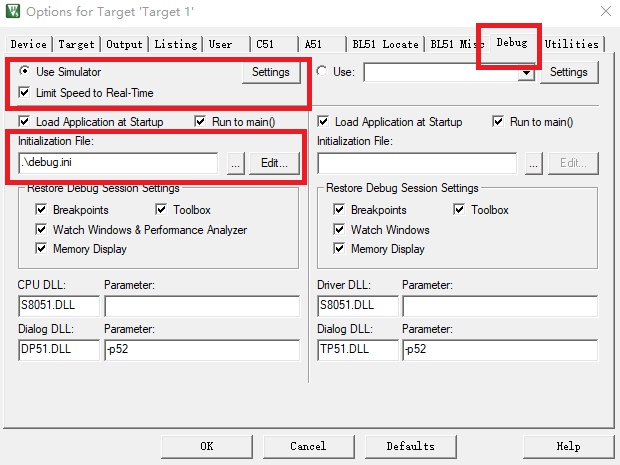 Options for Target 'Target 1'
Device Target Output Listing User C51 A51 BL51 Locate BL51 Misc Debug Utilities
Use Simulator Settings Use: Settings
Limit Speed to Real-Time
Load Application at Startup Run to main() Load Application at Startup Run to main()
Initialization File: Initialization File:
.\debug.ini ... Edit... ... Edit...
Restore Debug Session Settings Restore Debug Session Settings
Breakpoints Toolbox Breakpoints Toolbox
Watch Windows & Performance Analyzer Watch Windows
Memory Display Memory Display
CPU DLL: Parameter: Driver DLL: Parameter:
S8051.DLL S8051.DLL
Dialog DLL: Parameter: Dialog DLL: Parameter:
DP51.DLL -p52 TP51.DLL -p52
OK Cancel Defaults Help